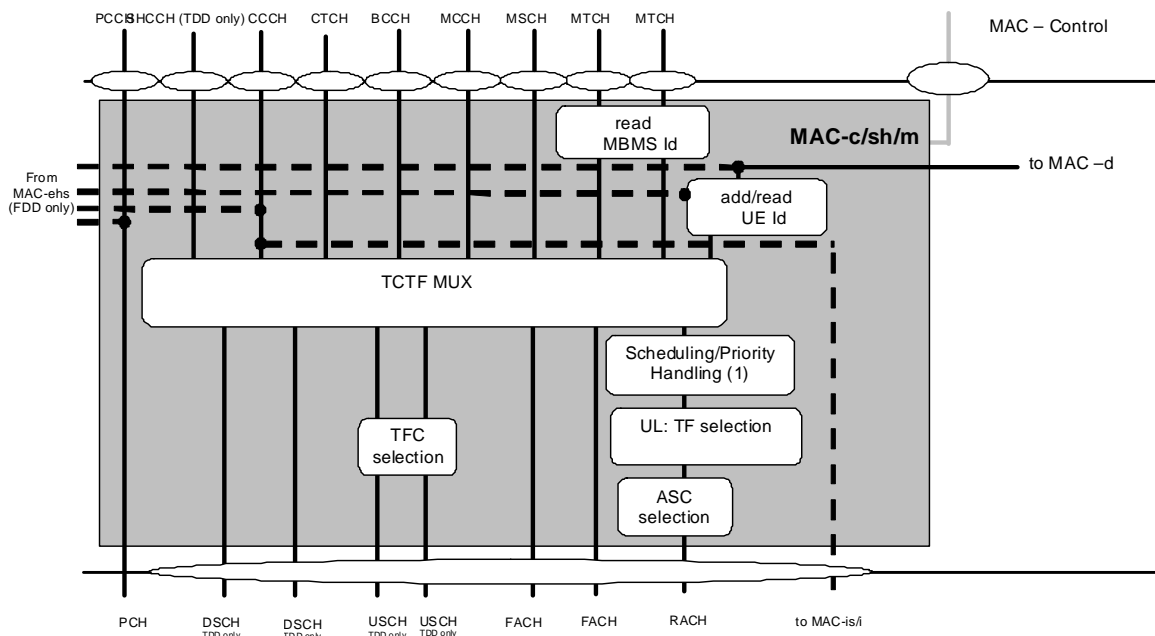 PCCH SHCCH (TDD only) CCCH CTCH BCCH MCCH MSCH MTCH MTCH
MAC – Control
read
MBMS Id
MAC-c/sh/m
From
MAC-ehs
(FDD only)
to MAC –d
add/read
UE Id
TCTF MUX
Scheduling/Priority
Handling (1)
UL: TF selection
TFC
selection
ASC
selection
PCH DSCH DSCH USCH USCH FACH FACH RACH to MAC-is/i
TDD only TDD only TDD only TDD only